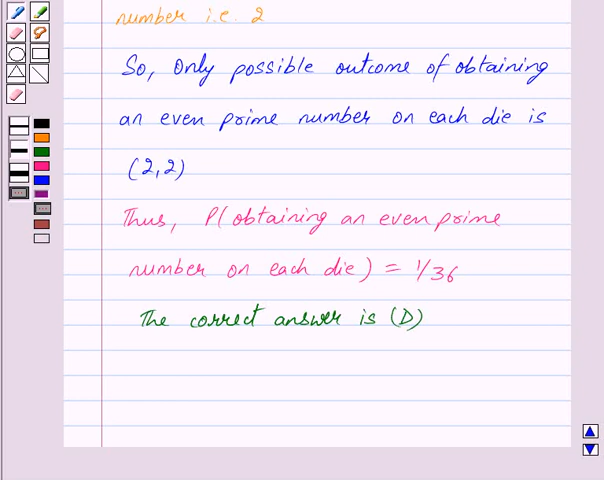 number i.e. 2
So, only possible outcome of obtaining
an even prime number on each die is
(2,2)
Thus, P(obtaining an even prime
number on each die) = 1/36
The correct answer is (D)